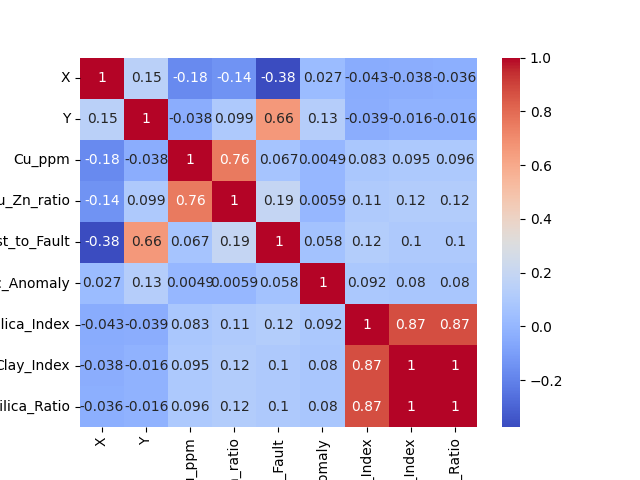 X 1 0.15 -0.18 -0.14 -0.38 0.027 -0.043 -0.038 -0.036
Y 0.15 1 -0.038 0.099 0.66 0.13 -0.039 -0.016 -0.016
Cu_ppm -0.18 -0.038 1 0.76 0.067 0.0049 0.083 0.095 0.096
u_Zn_ratio -0.14 0.099 0.76 1 0.19 0.0059 0.11 0.12 0.12
st_to_Fault -0.38 0.66 0.067 0.19 1 0.058 0.12 0.1 0.1
_Anomaly 0.027 0.13 0.0049 0.0059 0.058 1 0.092 0.08 0.08
lica_Index -0.043 -0.039 0.083 0.11 0.12 0.092 1 0.87 0.87
Clay_Index -0.038 -0.016 0.095 0.12 0.1 0.08 0.87 1 1
ilica_Ratio -0.036 -0.016 0.096 0.12 0.1 0.08 0.87 1 1
X
Y
_ppm
_ratio
_Fault
omaly
_Index
_Index
_Ratio
1.0
0.8
0.6
0.4
0.2
0.0
−0.2